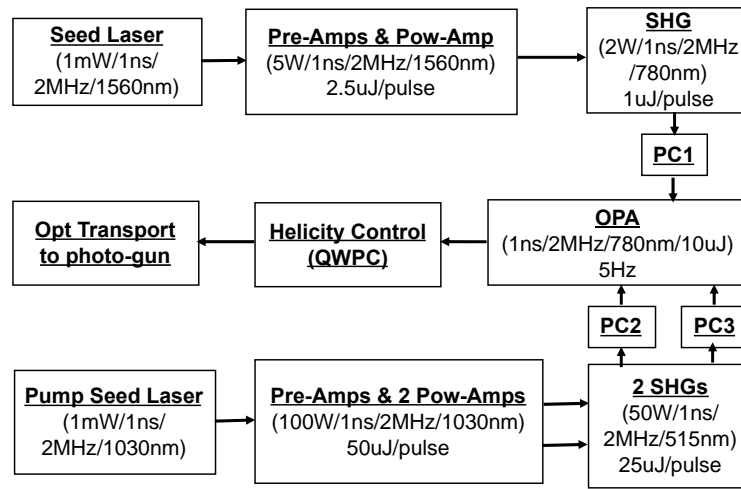 Seed Laser
(1mW/1ns/
2MHz/1560nm)
Pre-Amps & Pow-Amp
(5W/1ns/2MHz/1560nm)
2.5uJ/pulse
SHG
(2W/1ns/2MHz
/780nm)
1uJ/pulse
PC1
Opt Transport
to photo-gun
Helicity Control
(QWPC)
OPA
(1ns/2MHz/780nm/10uJ)
5Hz
PC2
PC3
Pump Seed Laser
(1mW/1ns/
2MHz/1030nm)
Pre-Amps & 2 Pow-Amps
(100W/1ns/2MHz/1030nm)
50uJ/pulse
2 SHGs
(50W/1ns/
2MHz/515nm)
25uJ/pulse